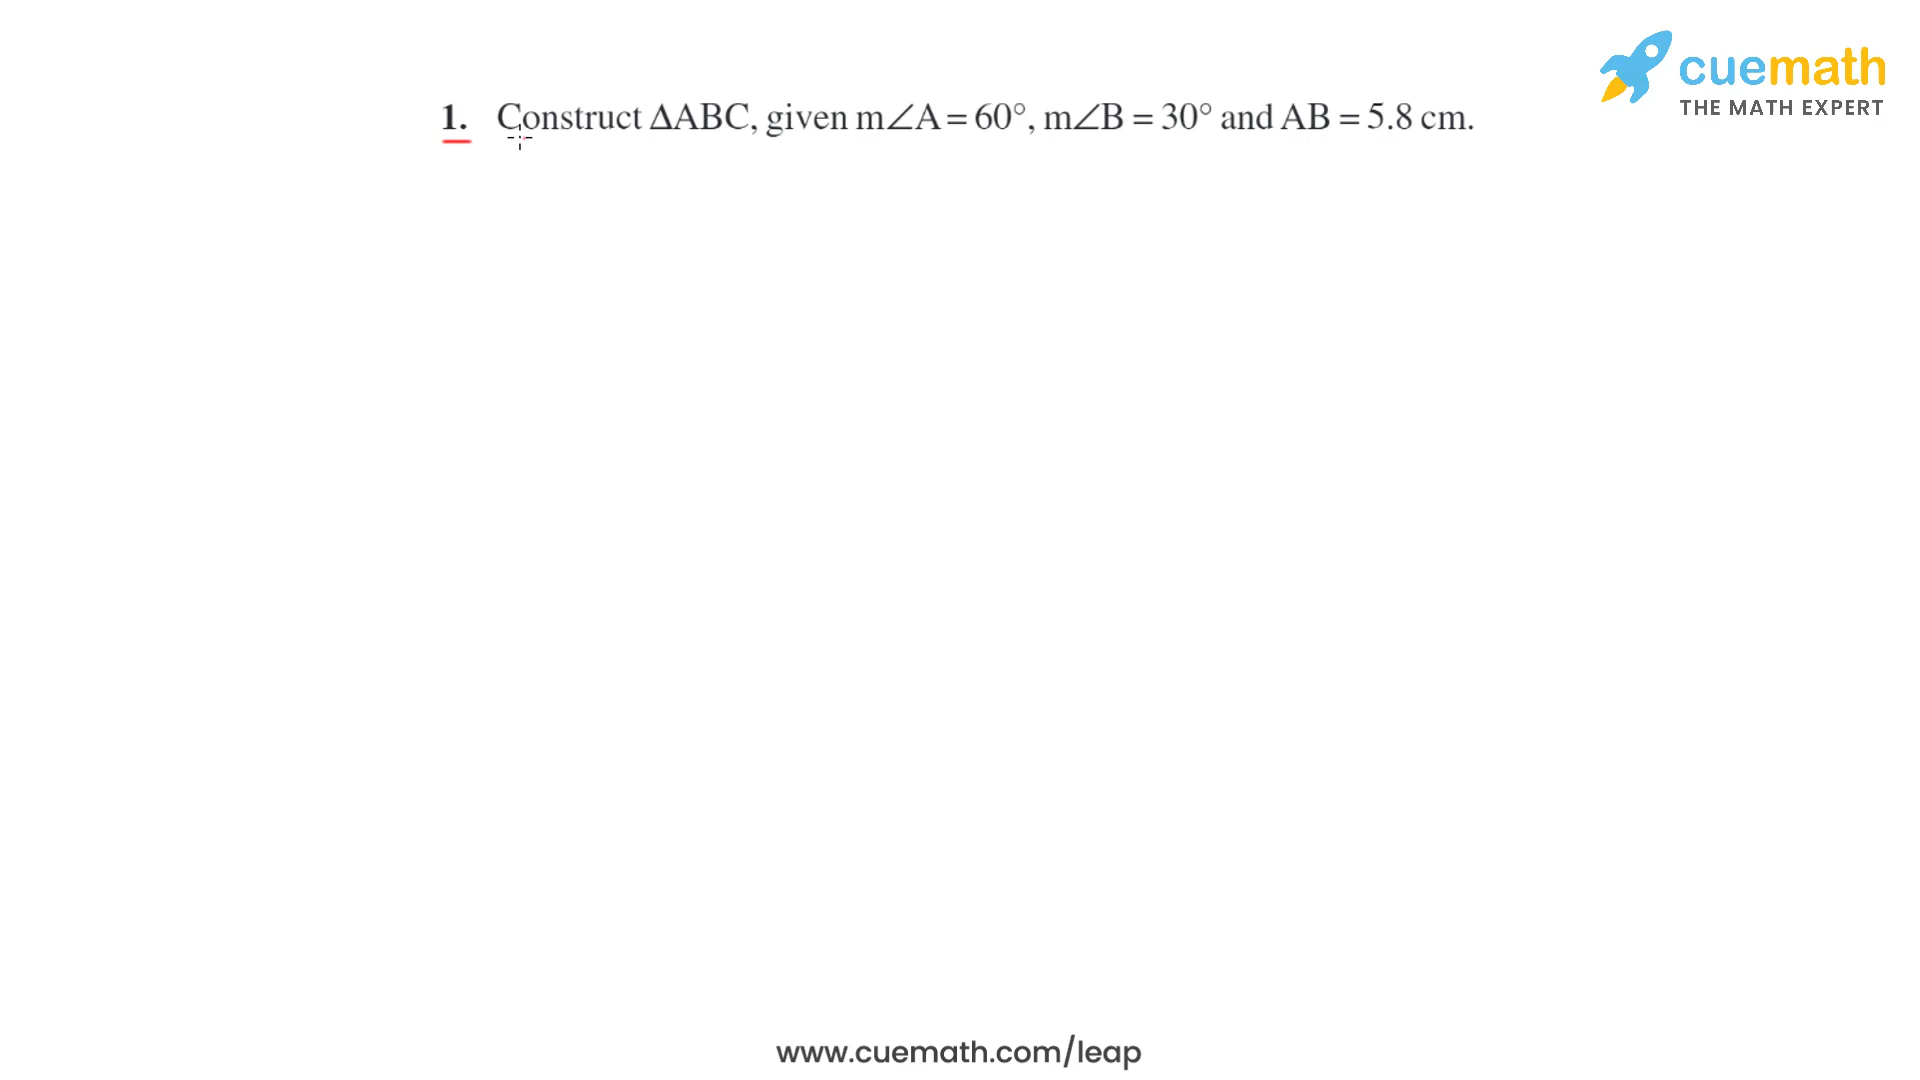 cuemath
THE MATH EXPERT
1. Construct ΔABC, given m∠A = 60°, m∠B = 30° and AB = 5.8 cm.
www.cuemath.com/leap